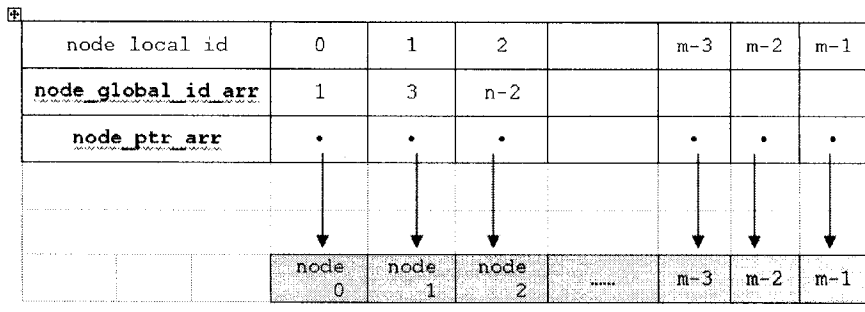 node local id 0 1 2 m-3 m-2 m-1
node_global_id_arr 1 3 n-2
node_ptr_arr • • • • • •
node 0 node 1 node 2 ...... m-3 m-2 m-1